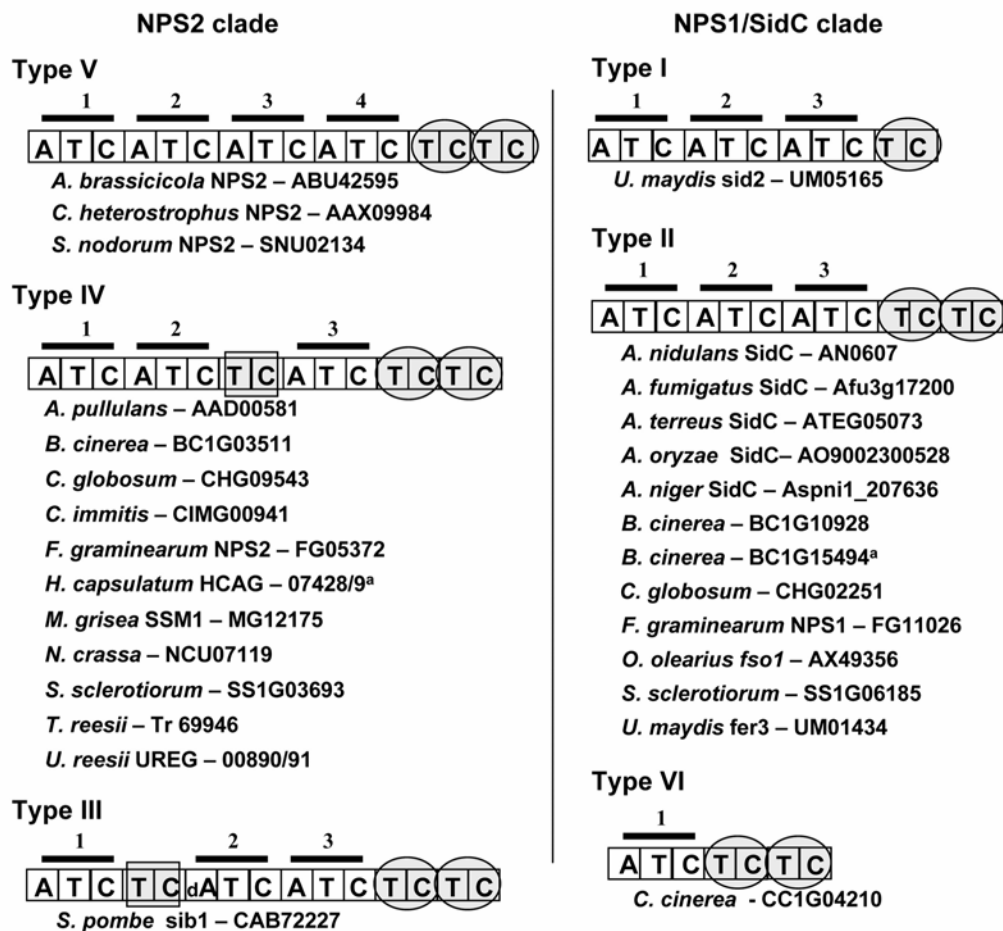 NPS2 clade
Type V
1 2 3 4
A T C A T C A T C A T C T C T C
A. brassicicola NPS2 – ABU42595
C. heterostrophus NPS2 – AAX09984
S. nodorum NPS2 – SNU02134
Type IV
1 2 3
A T C A T C T C A T C T C T C
A. pullulans – AAD00581
B. cinerea – BC1G03511
C. globosum – CHG09543
C. immitis – CIMG00941
F. graminearum NPS2 – FG05372
H. capsulatum HCAG – 07428/9ª
M. grisea SSM1 – MG12175
N. crassa – NCU07119
S. sclerotiorum – SS1G03693
T. reesii – Tr 69946
U. reesii UREG – 00890/91
Type III
1 2 3
A T C T C dA T C A T C T C T C
S. pombe sib1 – CAB72227
NPS1/SidC clade
Type I
1 2 3
A T C A T C A T C T C
U. maydis sid2 – UM05165
Type II
1 2 3
A T C A T C A T C T C T C
A. nidulans SidC – AN0607
A. fumigatus SidC – Afu3g17200
A. terreus SidC – ATEG05073
A. oryzae SidC– AO9002300528
A. niger SidC – Aspni1_207636
B. cinerea – BC1G10928
B. cinerea – BC1G15494ª
C. globosum – CHG02251
F. graminearum NPS1 – FG11026
O. olearius fso1 – AX49356
S. sclerotiorum – SS1G06185
U. maydis fer3 – UM01434
Type VI
1
A T C T C T C
C. cinerea - CC1G04210